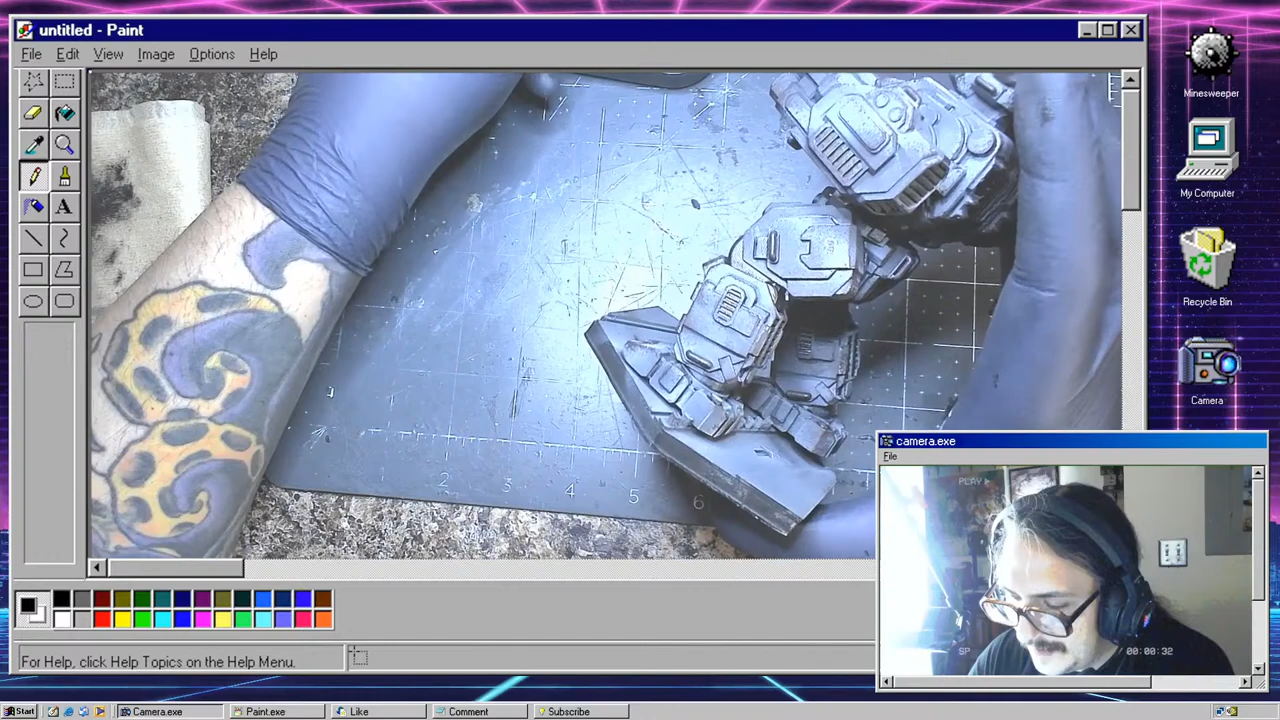 untitled - Paint
File Edit View Image Options Help
Minesweeper
My Computer
Recycle Bin
Camera
2 3 4 5 6
camera.exe
File
PLAY
SP 00:00:32
For Help, click Help Topics on the Help Menu.
Start Camera.exe Paint.exe Like Comment Subscribe